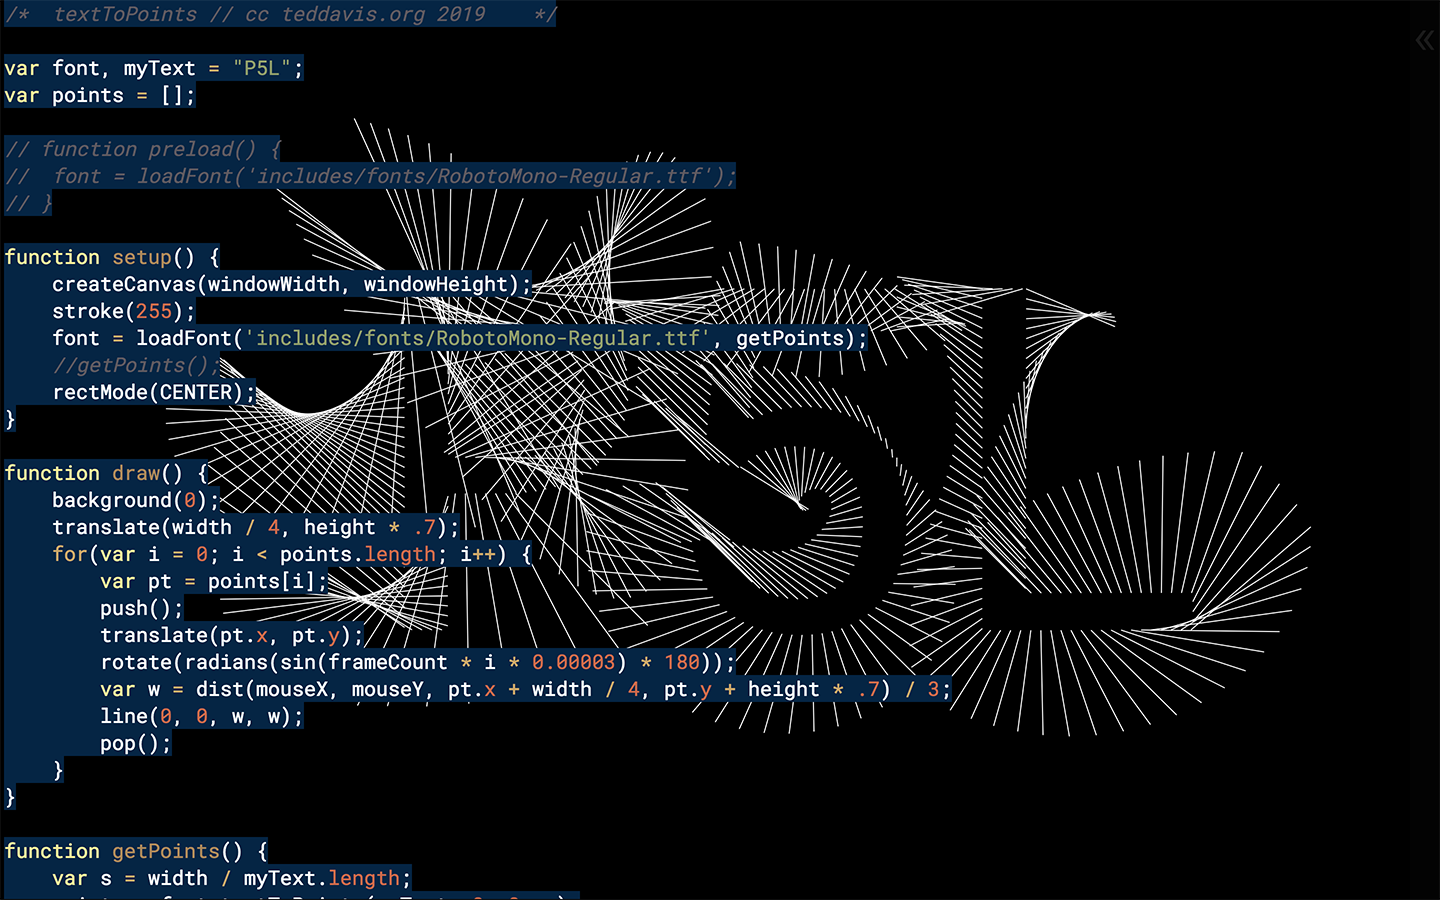 /*  textToPoints // cc teddavis.org 2019    */
var font, myText = "P5L";
var points = [];
// function preload() {
//  font = loadFont('includes/fonts/RobotoMono-Regular.ttf');
// }
function setup() {
    createCanvas(windowWidth, windowHeight);
    stroke(255);
    font = loadFont('includes/fonts/RobotoMono-Regular.ttf', getPoints);
    //getPoints();
    rectMode(CENTER);
}
function draw() {
    background(0);
    translate(width / 4, height * .7);
    for(var i = 0; i < points.length; i++) {
        var pt = points[i];
        push();
        translate(pt.x, pt.y);
        rotate(radians(sin(frameCount * i * 0.00003) * 180));
        var w = dist(mouseX, mouseY, pt.x + width / 4, pt.y + height * .7) / 3;
        line(0, 0, w, w);
        pop();
    }
}
function getPoints() {
    var s = width / myText.length;
P5L